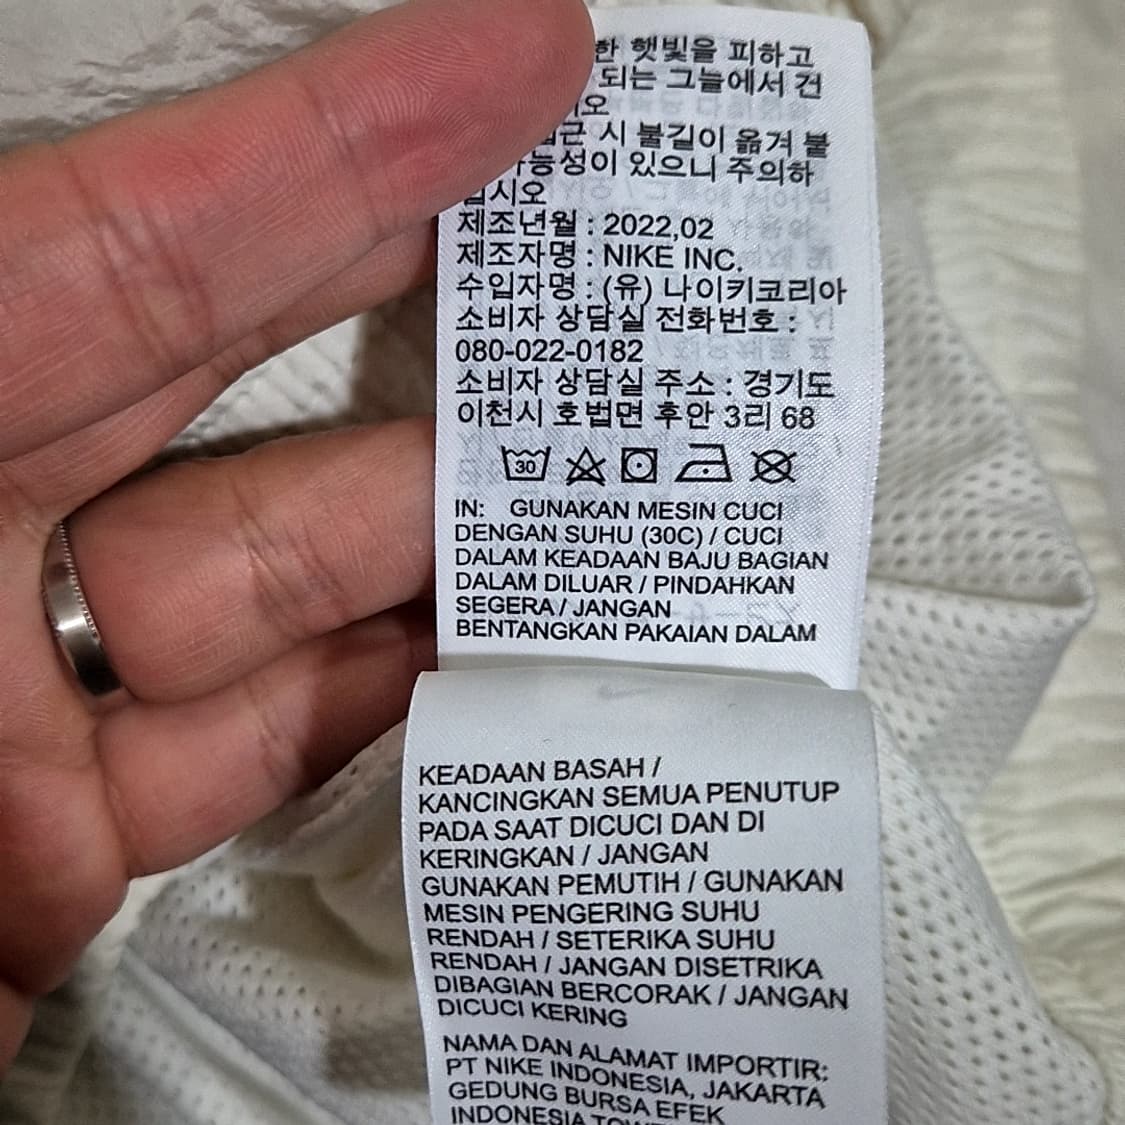 한 햇빛을 피하고
되는 그늘에서 건
오
접근 시 불길이 옮겨 붙
가능성이 있으니 주의하
십시오
제조년월 : 2022,02
제조자명 : NIKE INC.
수입자명 : (유) 나이키코리아
소비자 상담실 전화번호 :
080-022-0182
소비자 상담실 주소 : 경기도
이천시 호법면 후안 3리 68
30
IN: GUNAKAN MESIN CUCI
DENGAN SUHU (30C) / CUCI
DALAM KEADAAN BAJU BAGIAN
DALAM DILUAR / PINDAHKAN
SEGERA / JANGAN
BENTANGKAN PAKAIAN DALAM
KEADAAN BASAH /
KANCINGKAN SEMUA PENUTUP
PADA SAAT DICUCI DAN DI
KERINGKAN / JANGAN
GUNAKAN PEMUTIH / GUNAKAN
MESIN PENGERING SUHU
RENDAH / SETERIKA SUHU
RENDAH / JANGAN DISETRIKA
DIBAGIAN BERCORAK / JANGAN
DICUCI KERING
NAMA DAN ALAMAT IMPORTIR:
PT NIKE INDONESIA, JAKARTA
GEDUNG BURSA EFEK
INDONESIA